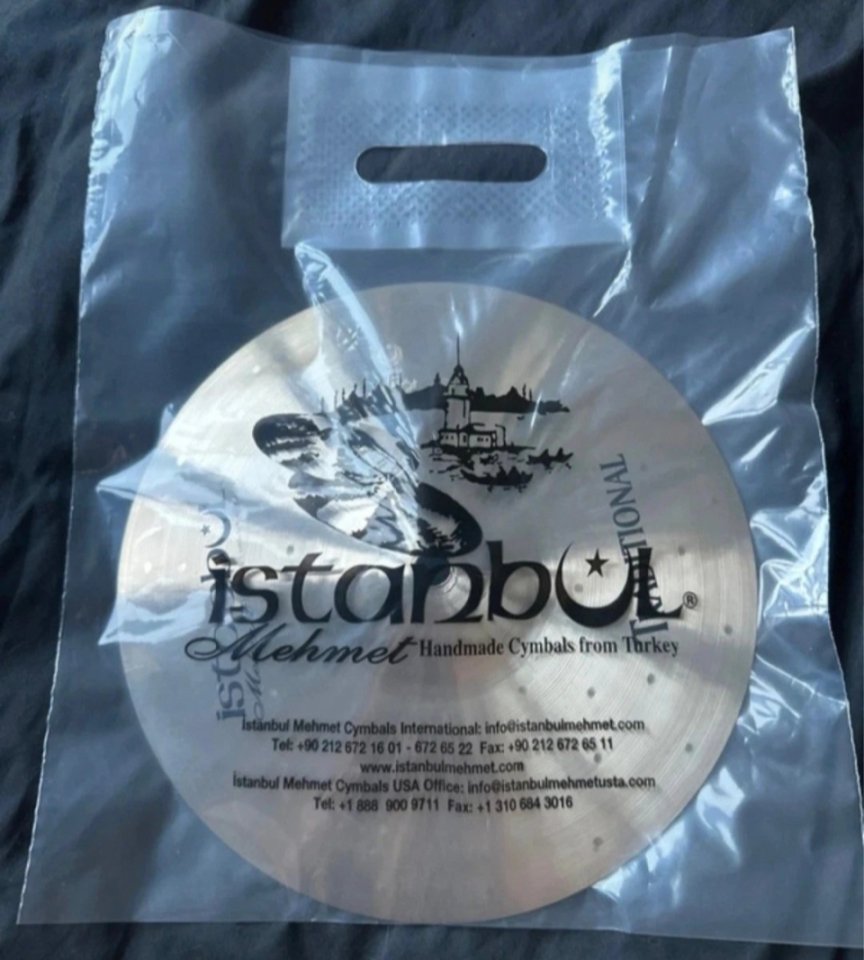 istanbul®
Mehmet Handmade Cymbals from Turkey
İstanbul Mehmet Cymbals International: info@istanbulmehmet.com
Tel: +90 212 672 16 01 - 672 65 22 Fax: +90 212 672 65 11
www.istanbulmehmet.com
İstanbul Mehmet Cymbals USA Office: info@istanbulmehmetusta.com
Tel: +1 888 900 9711 Fax: +1 310 684 3016
TRADITIONAL
istanbul